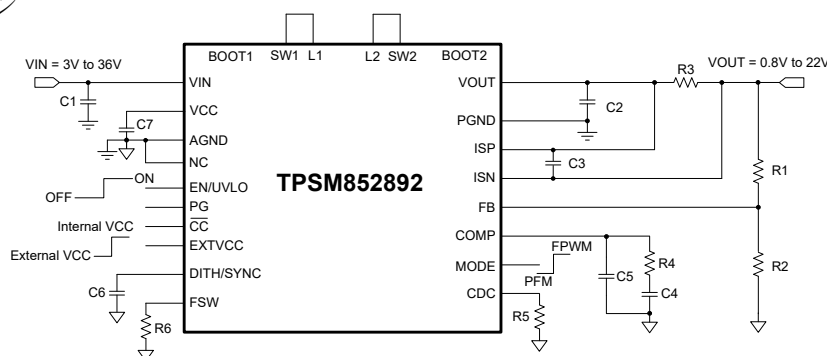 BOOT1 SW1 L1 L2 SW2 BOOT2
VIN = 3V to 36V
VOUT = 0.8V to 22V
VIN
VOUT
R3
C1
C2
VCC
PGND
C7
AGND
ISP
NC
C3
ISN
R1
ON
OFF
EN/UVLO
TPSM852892
PG
FB
Internal VCC
CC
COMP
External VCC
EXTVCC
FPWM
MODE
PFM
R4
R2
DITH/SYNC
C5
C6
CDC
C4
FSW
R5
R6